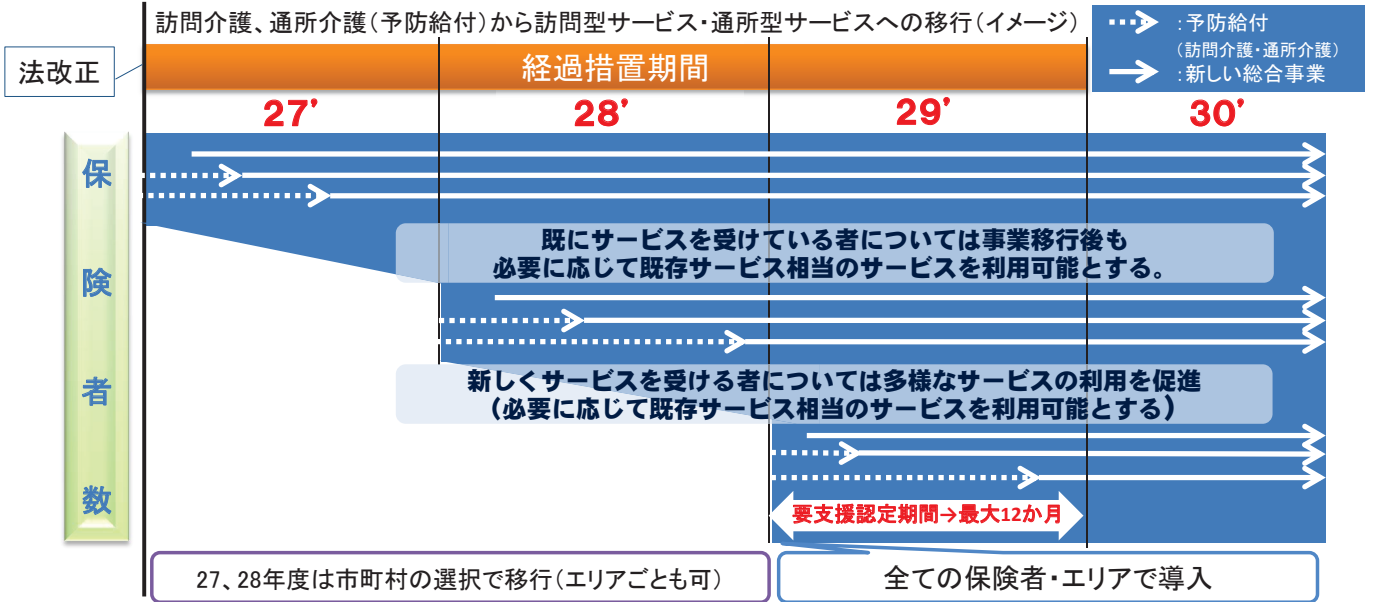 訪問介護、通所介護(予防給付)から訪問型サービス・通所型サービスへの移行(イメージ)
:予防給付
(訪問介護・通所介護)
:新しい総合事業
法改正
経過措置期間
27’
28’
29’
30’
保険者数
既にサービスを受けている者については事業移行後も
必要に応じて既存サービス相当のサービスを利用可能とする。
新しくサービスを受ける者については多様なサービスの利用を促進
(必要に応じて既存サービス相当のサービスを利用可能とする)
要支援認定期間→最大12か月
27、28年度は市町村の選択で移行(エリアごとも可)
全ての保険者・エリアで導入